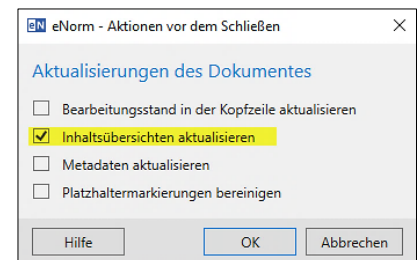 eN eNorm - Aktionen vor dem Schließen
Aktualisierungen des Dokumentes
Bearbeitungsstand in der Kopfzeile aktualisieren
Inhaltsübersichten aktualisieren
Metadaten aktualisieren
Platzhaltermarkierungen bereinigen
Hilfe OK Abbrechen